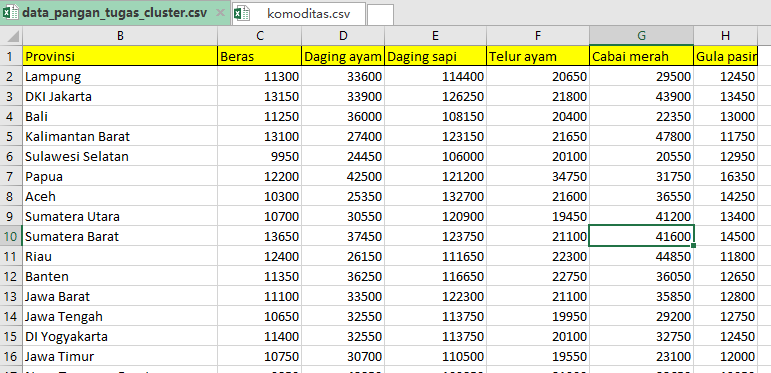 data_pangan_tugas_cluster.csv komoditas.csv
B C D E F G H
1 Provinsi Beras Daging ayam Daging sapi Telur ayam Cabai merah Gula pasir
2 Lampung 11300 33600 114400 20650 29500 12450
3 DKI Jakarta 13150 33900 126250 21800 43900 13450
4 Bali 11250 36000 108150 20400 22350 13000
5 Kalimantan Barat 13100 27400 123150 21650 47800 11750
6 Sulawesi Selatan 9950 24450 106000 20100 20550 12950
7 Papua 12200 42500 121200 34750 31750 16350
8 Aceh 10300 25350 132700 21600 36550 14250
9 Sumatera Utara 10700 30550 120900 19450 41200 13400
10 Sumatera Barat 13650 37450 123750 21100 41600 14500
11 Riau 12400 26150 111650 22300 44850 11800
12 Banten 11350 36250 116650 22750 36050 12650
13 Jawa Barat 11100 33500 122300 21100 35850 12800
14 Jawa Tengah 10650 32550 113750 19950 29200 12750
15 DI Yogyakarta 11400 32550 113750 20100 32750 12450
16 Jawa Timur 10750 30700 110500 19550 23100 12000